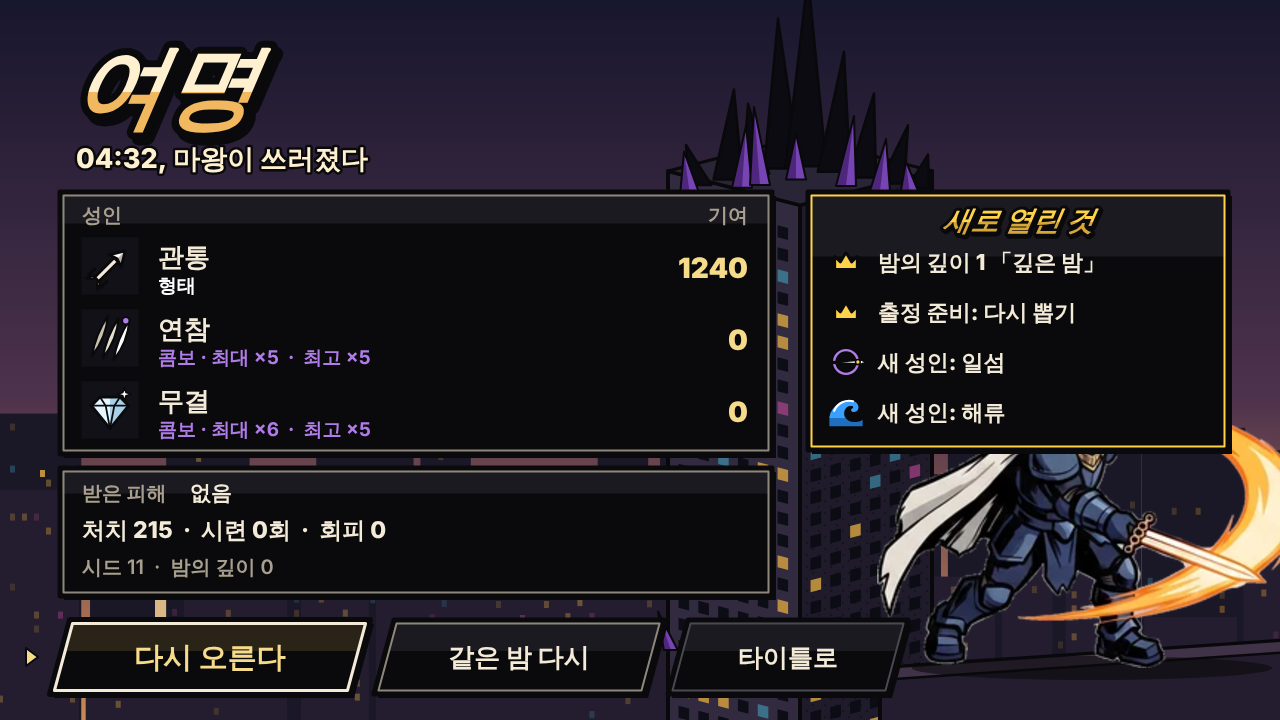 여명
04:32, 마왕이 쓰러졌다
성인 기여
관통 1240
형태
연참 0
콤보 · 최대 ×5 · 최고 ×5
무결 0
콤보 · 최대 ×6 · 최고 ×5
받은 피해 없음
처치 215 · 시련 0회 · 회피 0
시드 11 · 밤의 깊이 0
새로 열린 것
밤의 깊이 1 「깊은 밤」
출정 준비: 다시 뽑기
새 성인: 일섬
새 성인: 해류
다시 오른다
같은 밤 다시
타이틀로